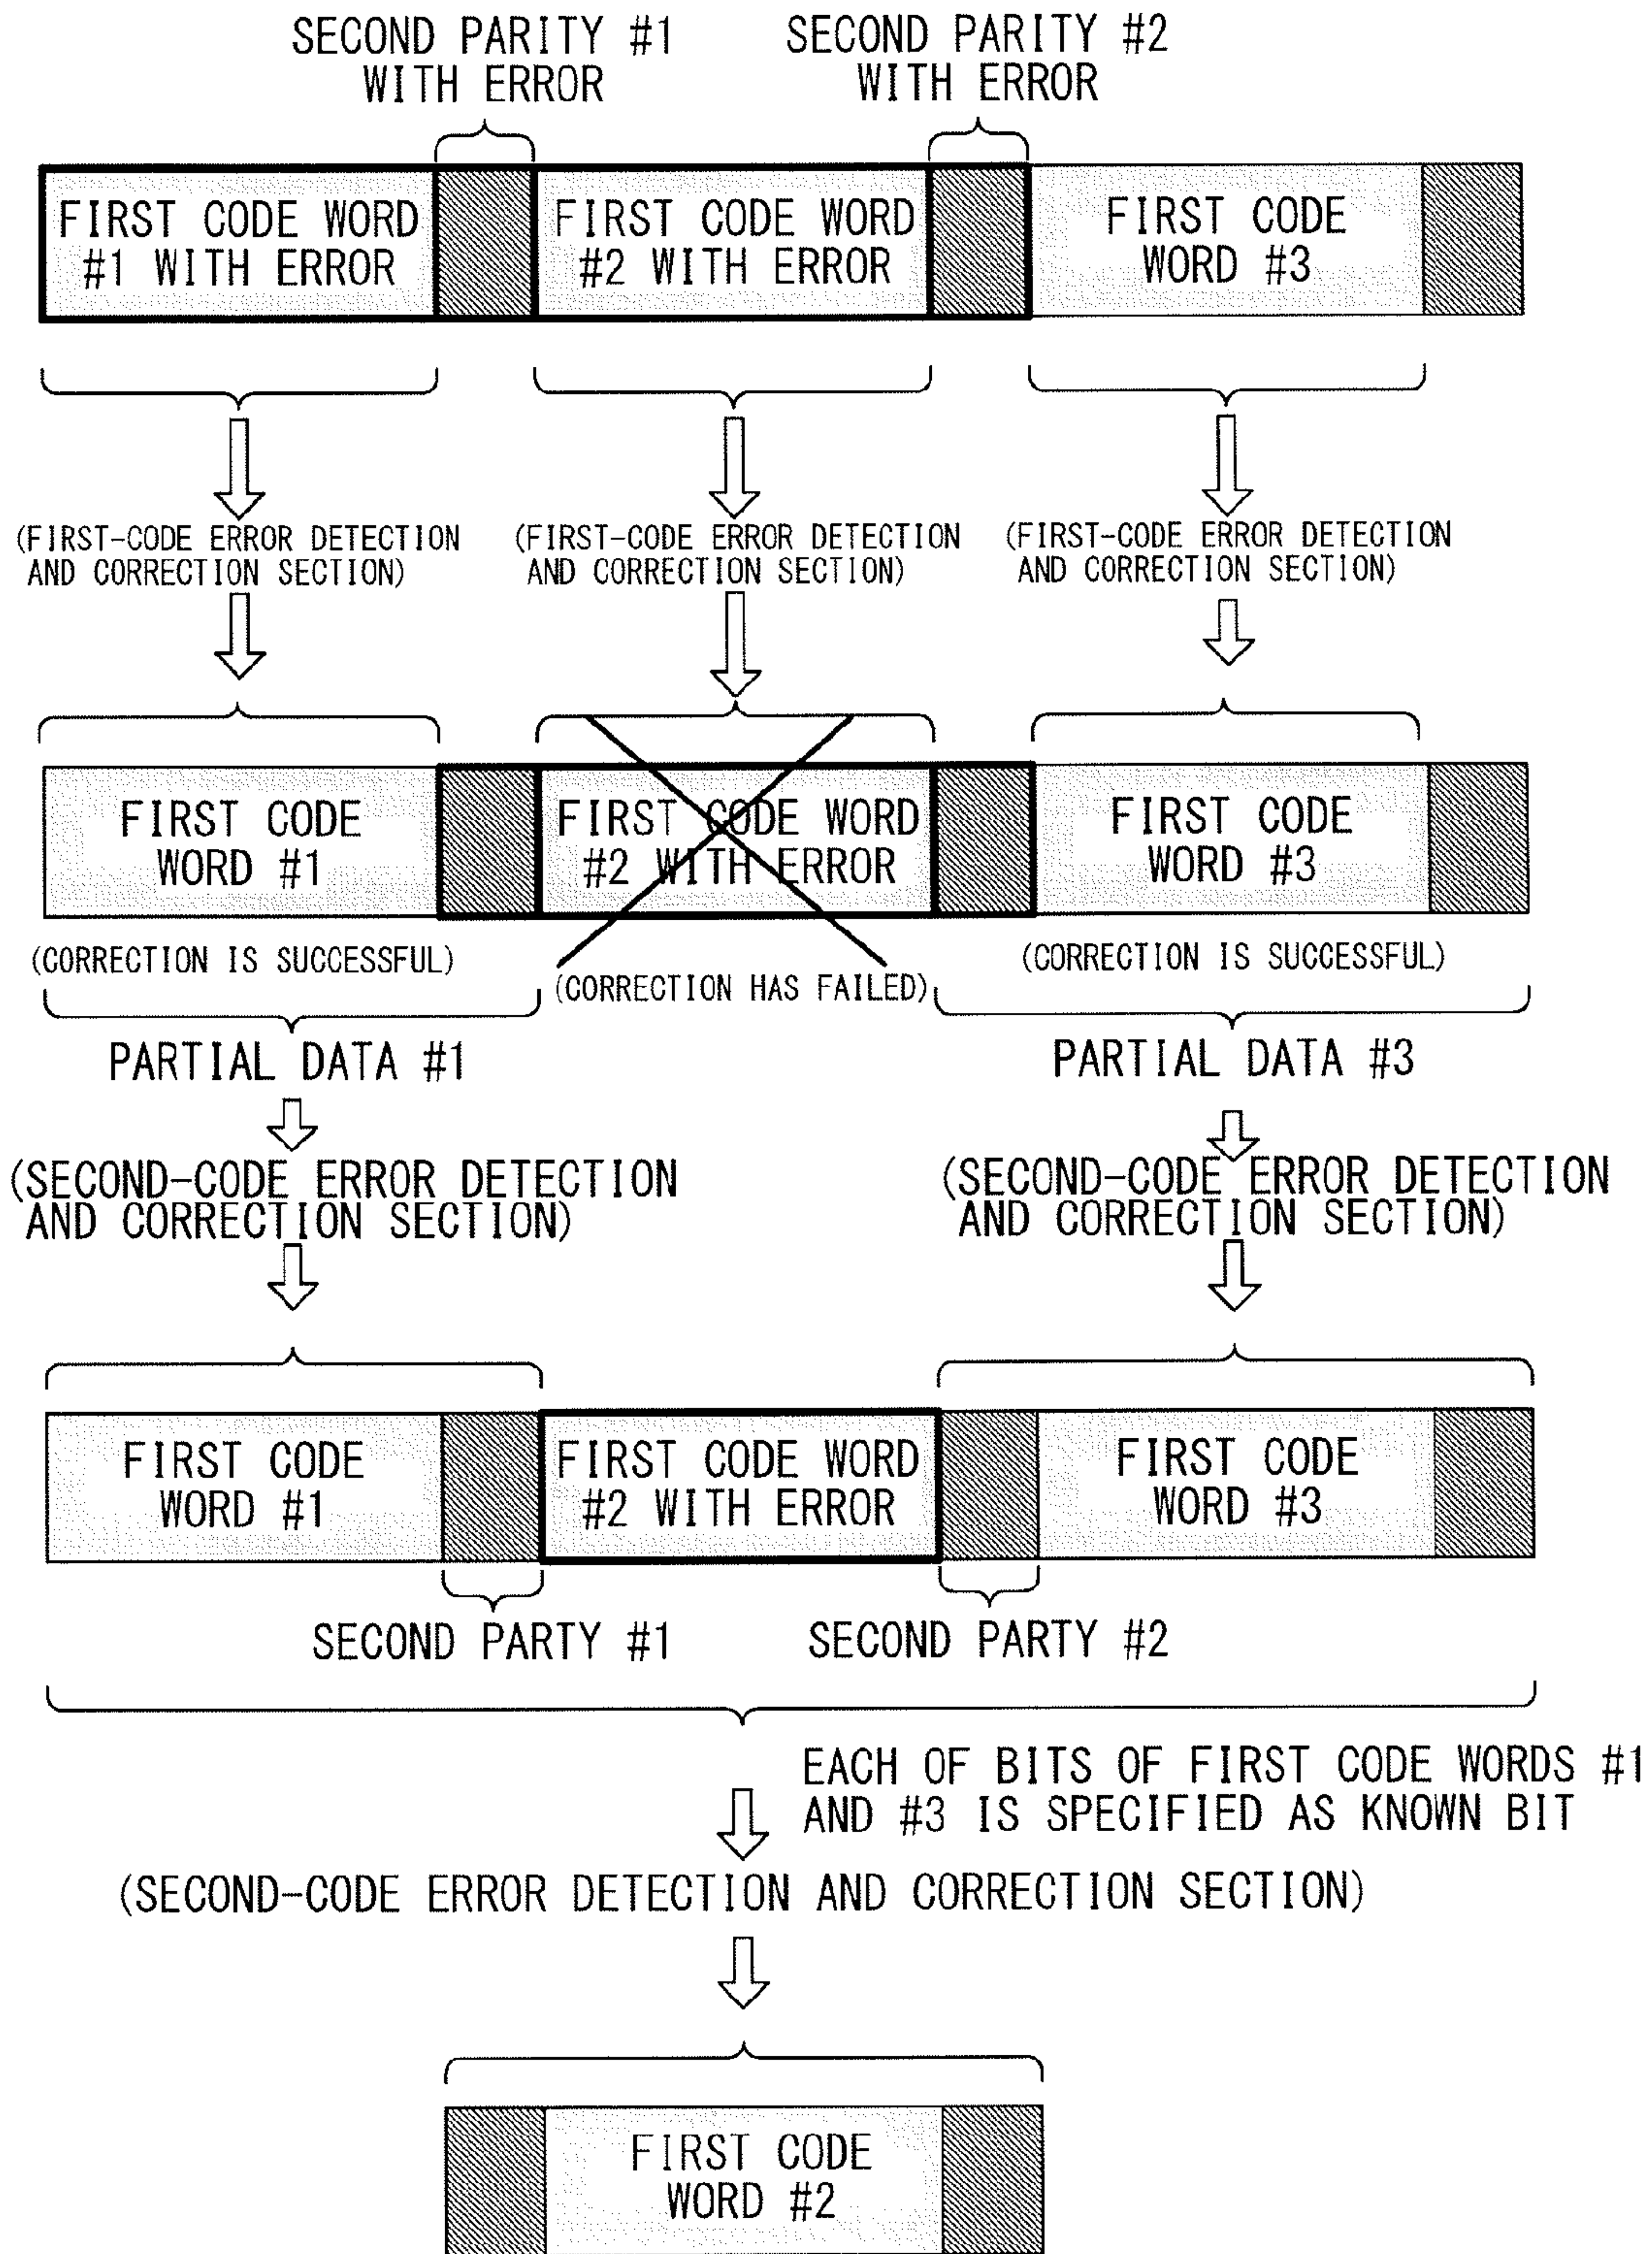 SECOND PARITY #1
WITH ERROR
SECOND PARITY #2
WITH ERROR
FIRST CODE WORD
#1 WITH ERROR
FIRST CODE WORD
#2 WITH ERROR
FIRST CODE
WORD #3
(FIRST-CODE ERROR DETECTION
AND CORRECTION SECTION)
(FIRST-CODE ERROR DETECTION
AND CORRECTION SECTION)
(FIRST-CODE ERROR DETECTION
AND CORRECTION SECTION)
FIRST CODE
WORD #1
FIRST CODE WORD
#2 WITH ERROR
FIRST CODE
WORD #3
(CORRECTION IS SUCCESSFUL)
(CORRECTION HAS FAILED)
(CORRECTION IS SUCCESSFUL)
PARTIAL DATA #1
PARTIAL DATA #3
(SECOND-CODE ERROR DETECTION
AND CORRECTION SECTION)
(SECOND-CODE ERROR DETECTION
AND CORRECTION SECTION)
FIRST CODE
WORD #1
FIRST CODE WORD
#2 WITH ERROR
FIRST CODE
WORD #3
SECOND PARTY #1
SECOND PARTY #2
EACH OF BITS OF FIRST CODE WORDS #1
AND #3 IS SPECIFIED AS KNOWN BIT
(SECOND-CODE ERROR DETECTION AND CORRECTION SECTION)
FIRST CODE
WORD #2